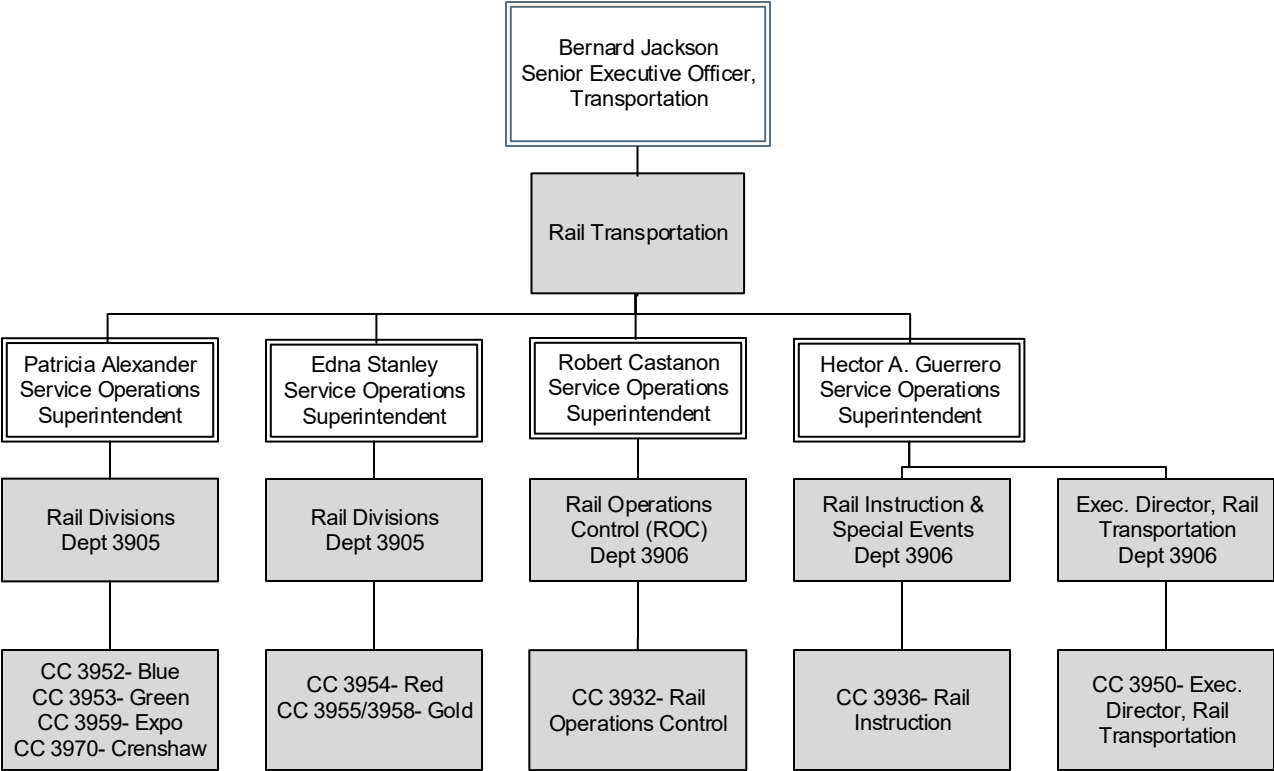 Bernard Jackson
Senior Executive Officer,
Transportation
Rail Transportation
Patricia Alexander
Service Operations
Superintendent
Edna Stanley
Service Operations
Superintendent
Robert Castanon
Service Operations
Superintendent
Hector A. Guerrero
Service Operations
Superintendent
Rail Divisions
Dept 3905
Rail Divisions
Dept 3905
Rail Operations
Control (ROC)
Dept 3906
Rail Instruction &
Special Events
Dept 3906
Exec. Director, Rail
Transportation
Dept 3906
CC 3952- Blue
CC 3953- Green
CC 3959- Expo
CC 3970- Crenshaw
CC 3954- Red
CC 3955/3958- Gold
CC 3932- Rail
Operations Control
CC 3936- Rail
Instruction
CC 3950- Exec.
Director, Rail
Transportation